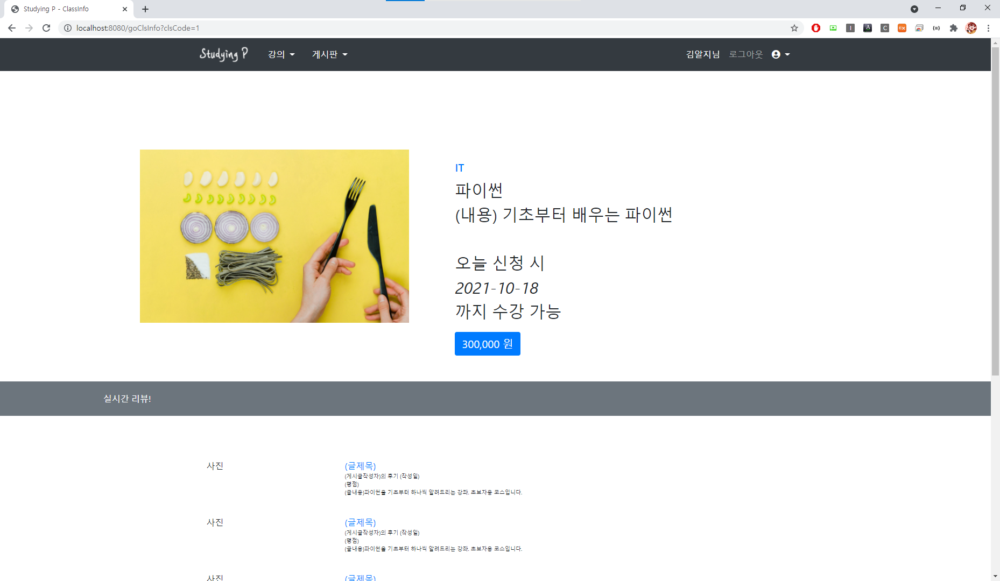 Studying P - ClassInfo
localhost:8080/goClsInfo?clsCode=1
Studying P 강의 게시판 김알지님 로그아웃
IT
파이썬
(내용) 기초부터 배우는 파이썬
오늘 신청 시
2021-10-18
까지 수강 가능
300,000 원
실시간 리뷰!
사진 (글제목)
(게시글작성자)의 후기 (작성일)
(평점)
(글내용)파이썬을 기초부터 하나씩 알려드리는 강좌. 초보자용 코스입니다.
사진 (글제목)
(게시글작성자)의 후기 (작성일)
(평점)
(글내용)파이썬을 기초부터 하나씩 알려드리는 강좌. 초보자용 코스입니다.
사진 (글제목)